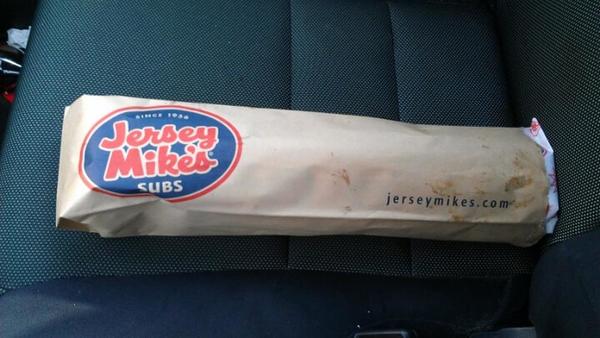 SINCE 1956
Jersey
Mike's
SUBS
jerseymikes.com